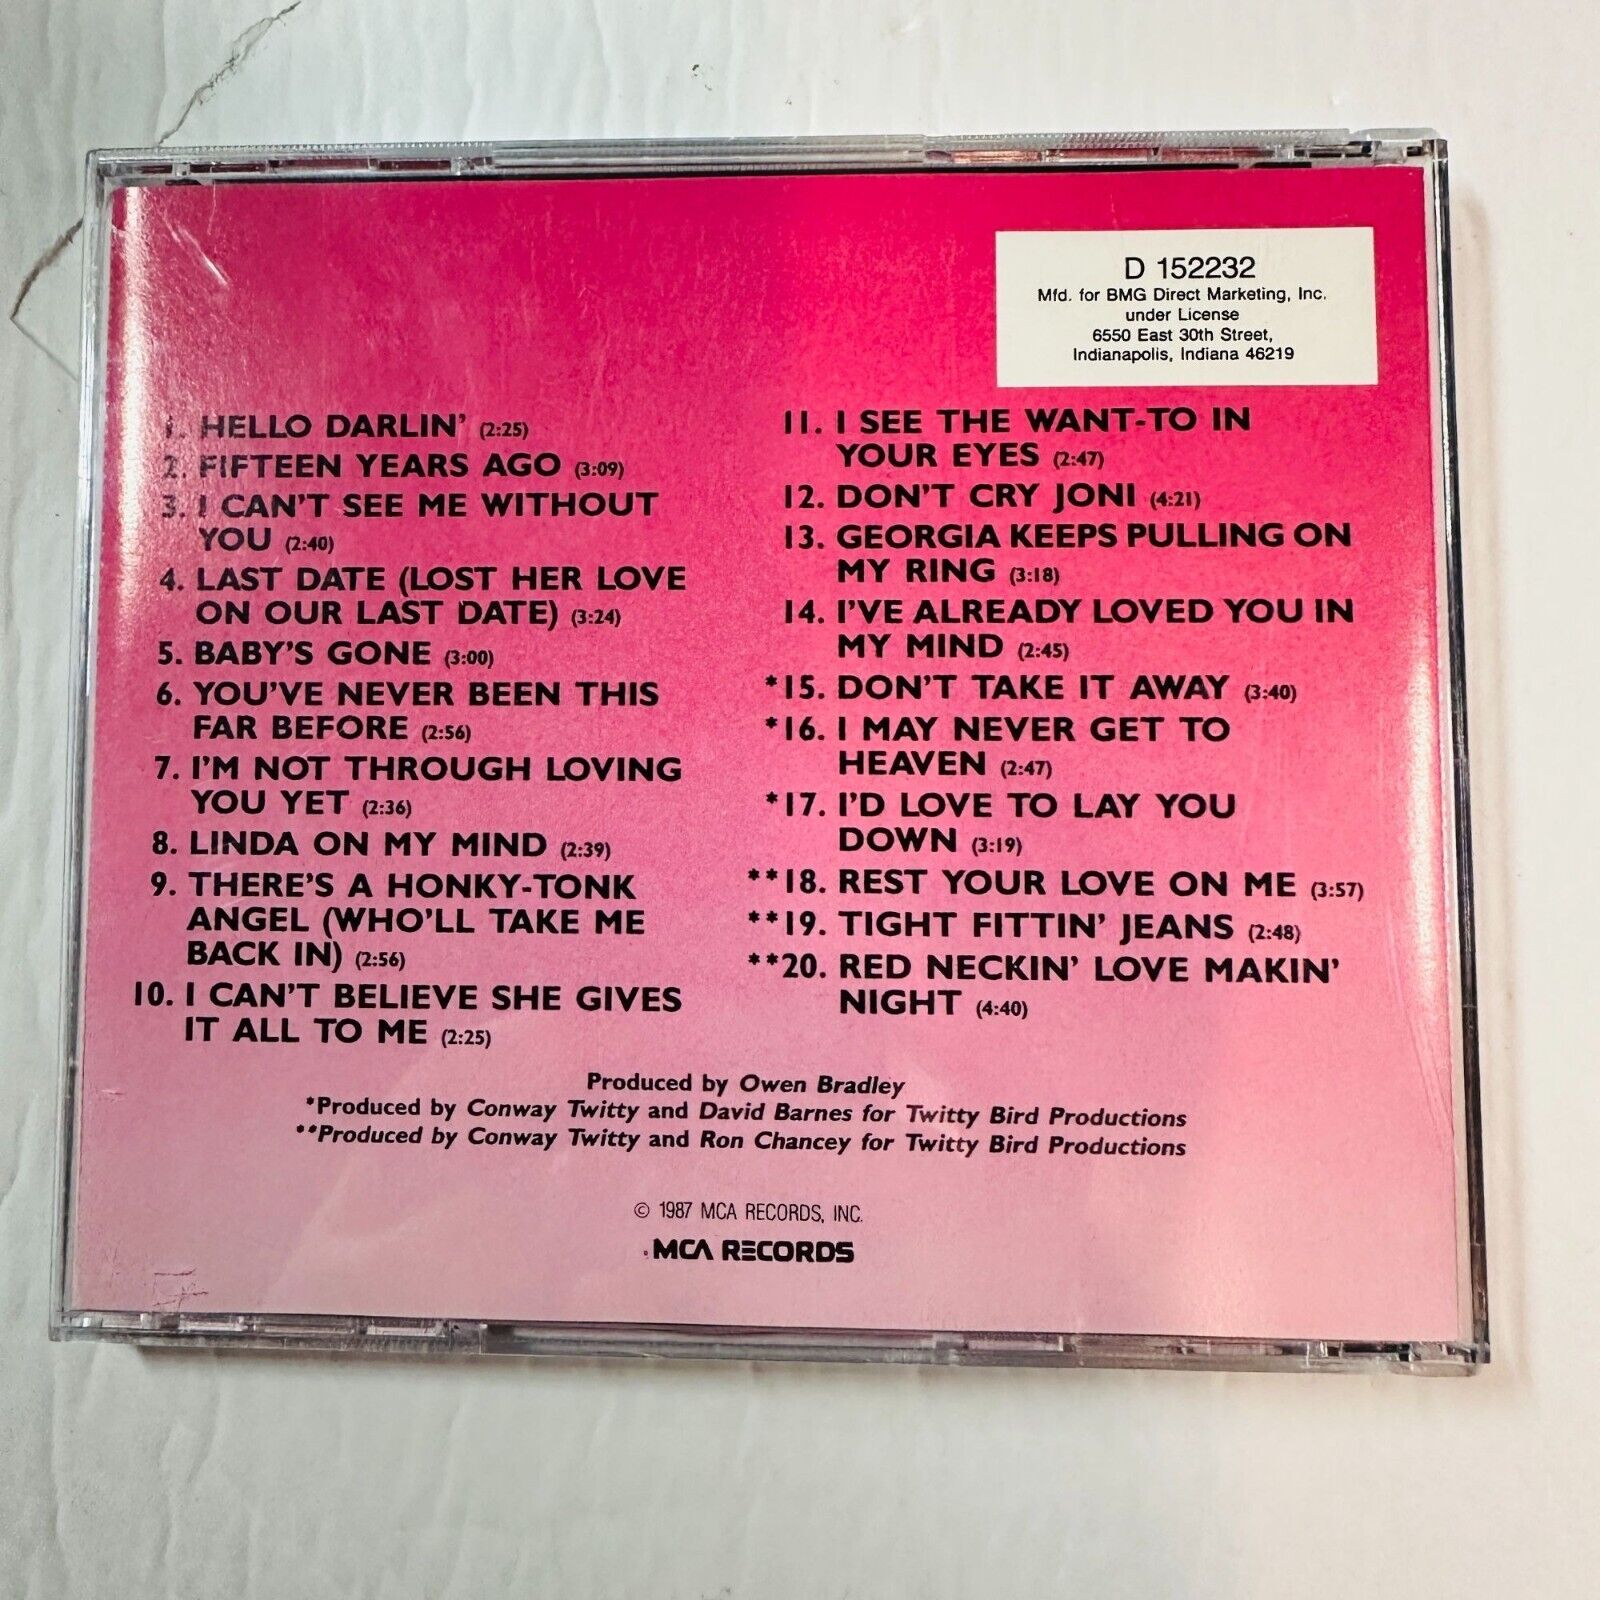 D 152232
Mfd. for BMG Direct Marketing, Inc.
under License
6550 East 30th Street,
Indianapolis, Indiana 46219
1. HELLO DARLIN' (2:25)
2. FIFTEEN YEARS AGO (3:09)
3. I CAN'T SEE ME WITHOUT
YOU (2:40)
4. LAST DATE (LOST HER LOVE
ON OUR LAST DATE) (3:24)
5. BABY'S GONE (3:00)
6. YOU'VE NEVER BEEN THIS
FAR BEFORE (2:56)
7. I'M NOT THROUGH LOVING
YOU YET (2:36)
8. LINDA ON MY MIND (2:39)
9. THERE'S A HONKY-TONK
ANGEL (WHO'LL TAKE ME
BACK IN) (2:56)
10. I CAN'T BELIEVE SHE GIVES
IT ALL TO ME (2:25)
11. I SEE THE WANT-TO IN
YOUR EYES (2:47)
12. DON'T CRY JONI (4:21)
13. GEORGIA KEEPS PULLING ON
MY RING (3:18)
14. I'VE ALREADY LOVED YOU IN
MY MIND (2:45)
*15. DON'T TAKE IT AWAY (3:40)
*16. I MAY NEVER GET TO
HEAVEN (2:47)
*17. I'D LOVE TO LAY YOU
DOWN (3:19)
**18. REST YOUR LOVE ON ME (3:57)
**19. TIGHT FITTIN' JEANS (2:48)
**20. RED NECKIN' LOVE MAKIN'
NIGHT (4:40)
Produced by Owen Bradley
*Produced by Conway Twitty and David Barnes for Twitty Bird Productions
**Produced by Conway Twitty and Ron Chancey for Twitty Bird Productions
© 1987 MCA RECORDS, INC.
MCA RECORDS